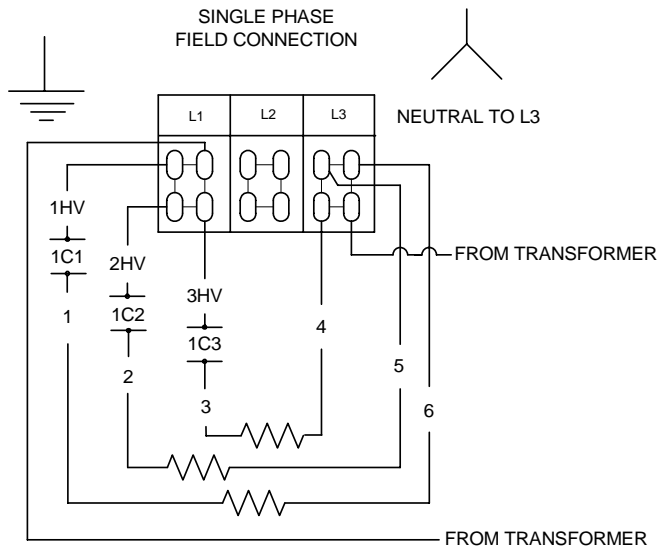 SINGLE PHASE
FIELD CONNECTION
L1
L2
L3
NEUTRAL TO L3
1HV
1C1
2HV
FROM TRANSFORMER
3HV
1C2
1
4
1C3
5
2
3
6
FROM TRANSFORMER